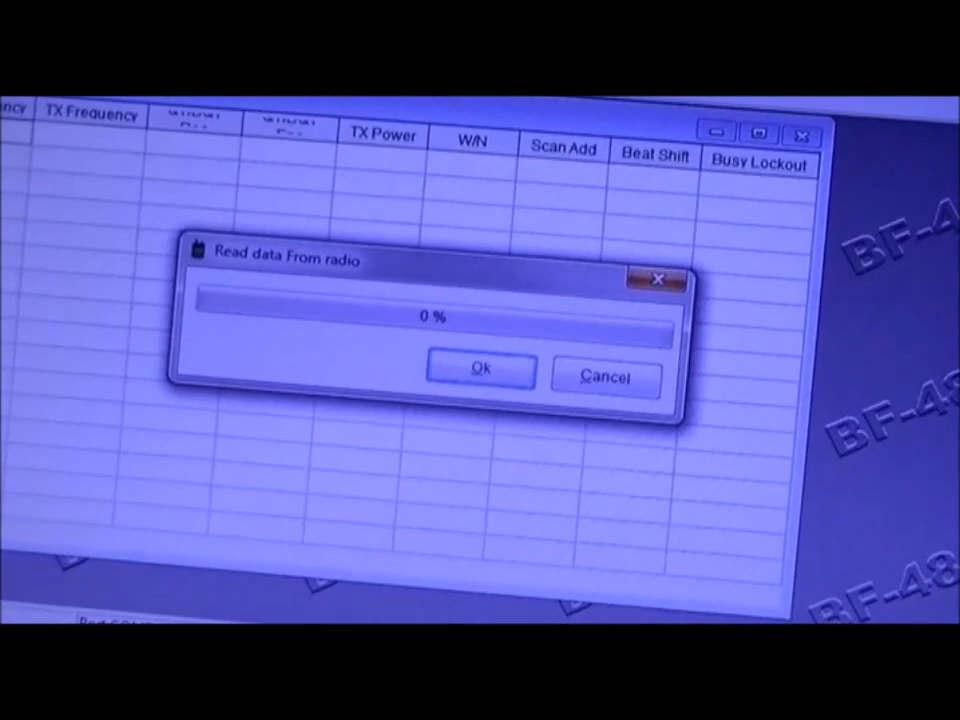 TX Frequency
TX Power
W/N
Scan Add
Beat Shift
Busy Lockout
Read data From radio
0 %
Ok
Cancel
BF-4
BF-48
BF-48